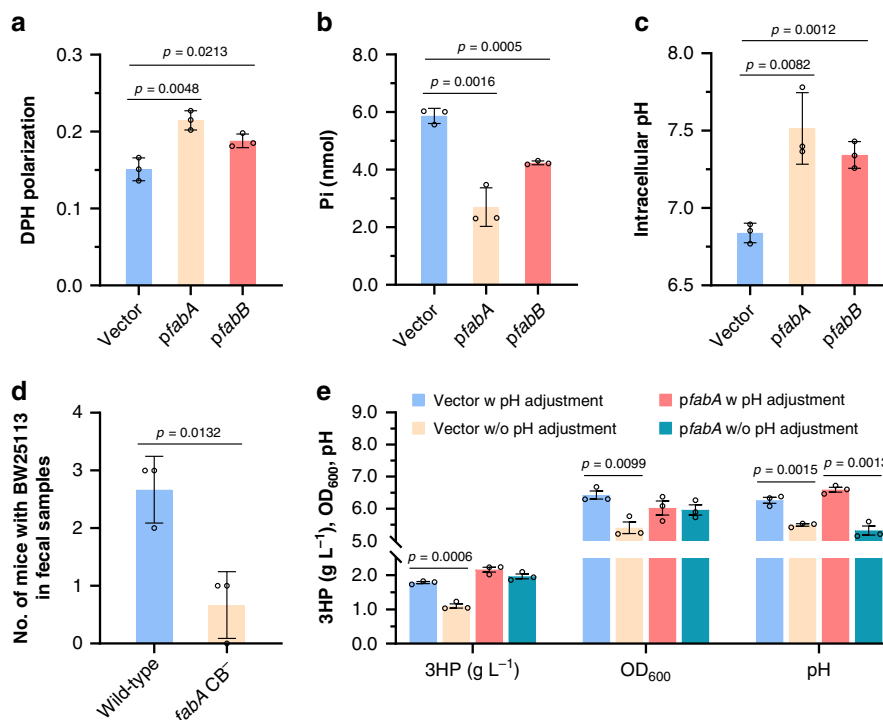 a
DPH polarization
0.3
0.2
0.1
0.0
p = 0.0213
p = 0.0048
Vector
pfabA
pfabB
b
Pi (nmol)
8.0
6.0
4.0
2.0
0.0
p = 0.0005
p = 0.0016
Vector
pfabA
pfabB
c
Intracellular pH
8.0
7.5
7.0
6.5
p = 0.0012
p = 0.0082
Vector
pfabA
pfabB
d
No. of mice with BW25113
in fecal samples
4
3
2
1
0
p = 0.0132
Wild-type
fabA CB⁻
e
Vector w pH adjustment
Vector w/o pH adjustment
pfabA w pH adjustment
pfabA w/o pH adjustment
3HP (g L⁻¹), OD₆₀₀, pH
9.0
8.0
7.0
6.0
5.0
2.0
1.0
0.0
p = 0.0006
p = 0.0099
p = 0.0015
p = 0.0013
3HP (g L⁻¹)
OD₆₀₀
pH